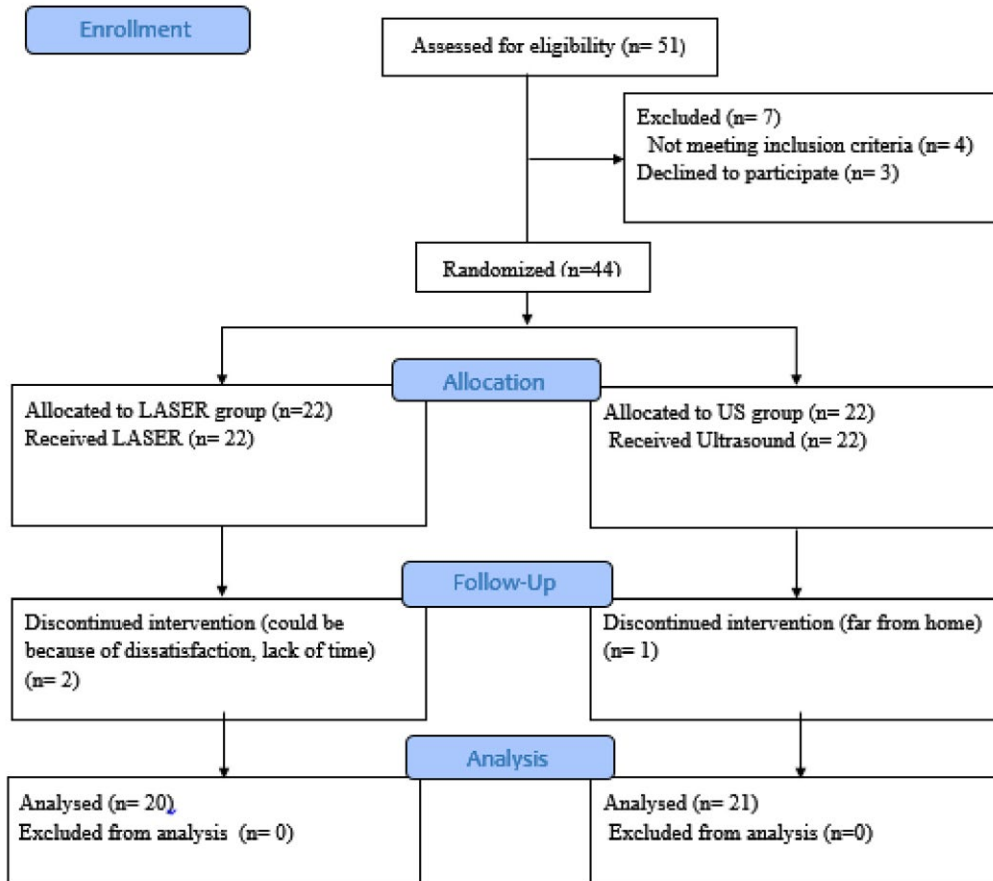 Enrollment
Assessed for eligibility (n= 51)
Excluded (n= 7)
Not meeting inclusion criteria (n= 4)
Declined to participate (n= 3)
Randomized (n=44)
Allocation
Allocated to LASER group (n=22)
Received LASER (n= 22)
Allocated to US group (n= 22)
Received Ultrasound (n= 22)
Follow-Up
Discontinued intervention (could be
because of dissatisfaction, lack of time)
(n= 2)
Discontinued intervention (far from home)
(n= 1)
Analysis
Analysed (n= 20)
Excluded from analysis (n= 0)
Analysed (n= 21)
Excluded from analysis (n=0)